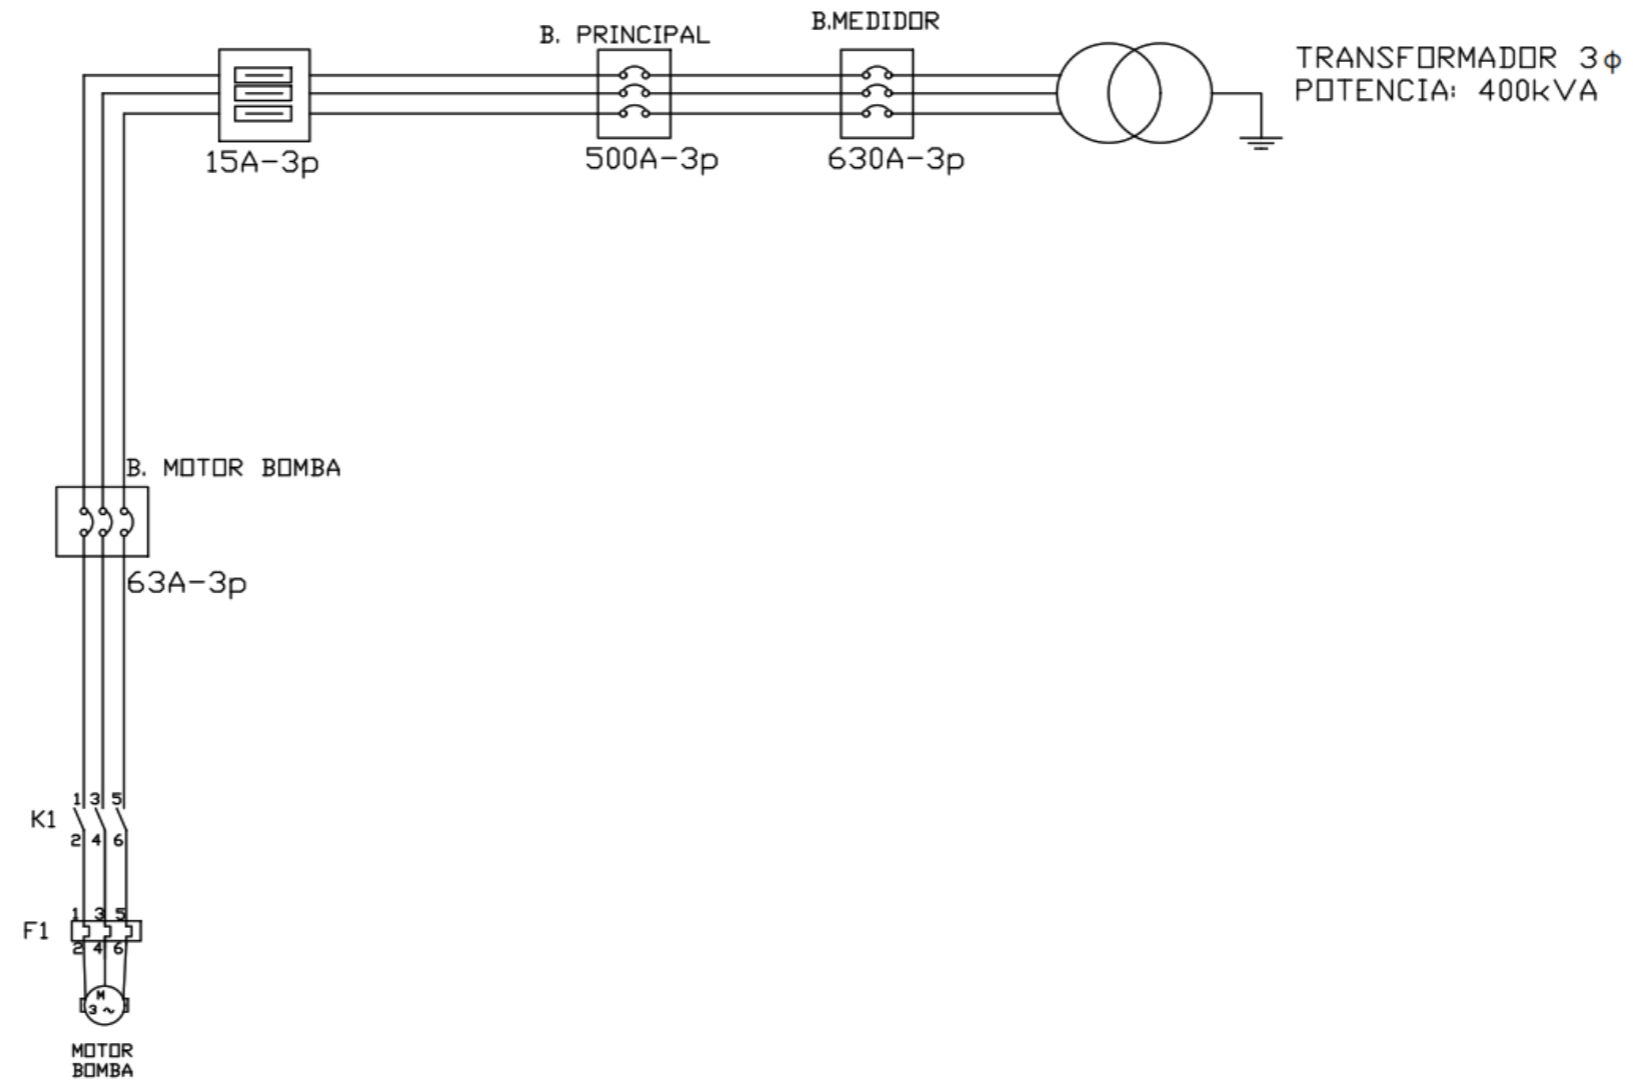 B. PRINCIPAL
B.MEDIDOR
TRANSFORMADOR 3ϕ
POTENCIA: 400kVA
15A-3p
500A-3p
630A-3p
B. MOTOR BOMBA
63A-3p
1 3 5
K1
2 4 6
1 3 5
F1
2 4 6
M
3 ~
MOTOR
BOMBA